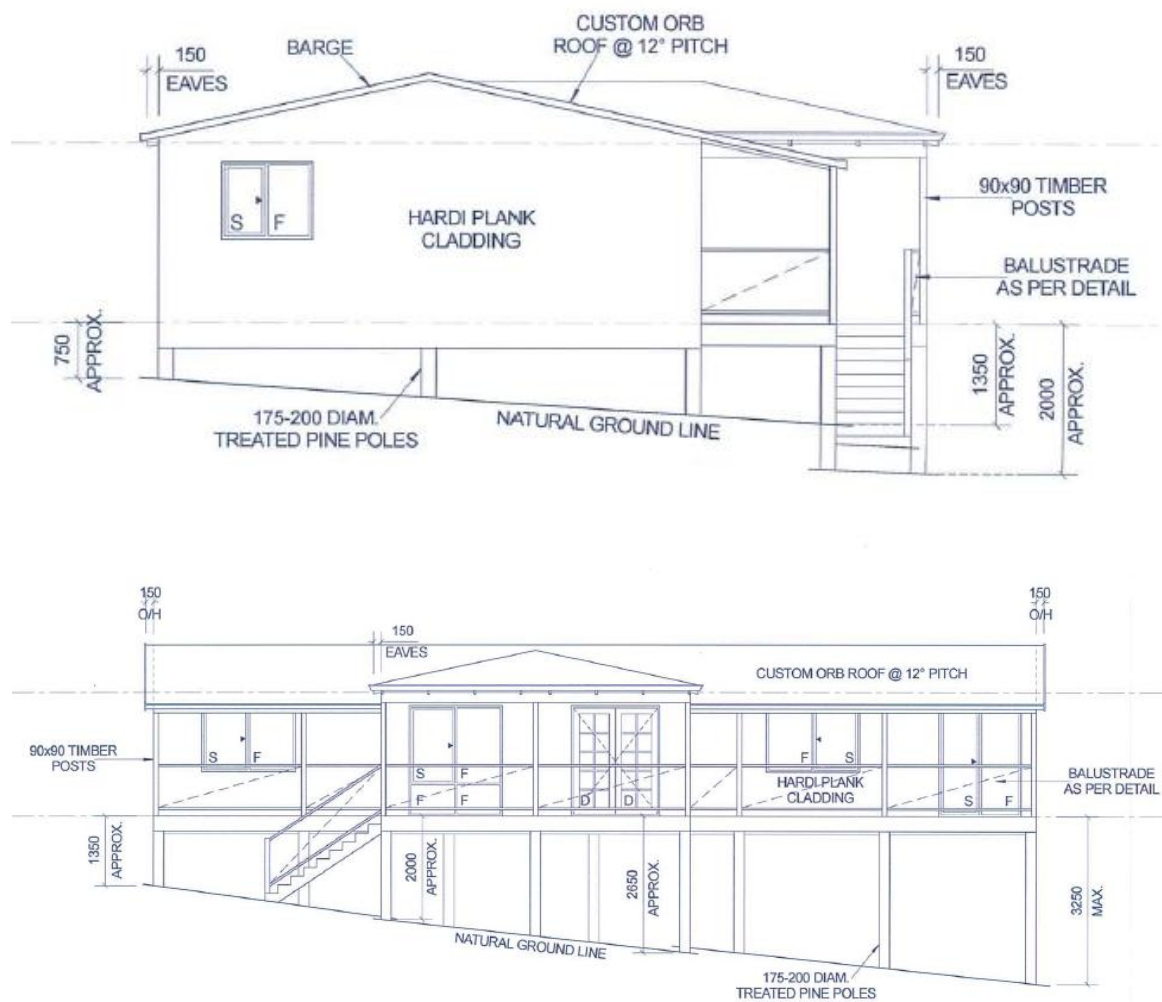 CUSTOM ORB
ROOF @ 12° PITCH
BARGE
150
EAVES
150
EAVES
S F
HARDI PLANK
CLADDING
90x90 TIMBER
POSTS
BALUSTRADE
AS PER DETAIL
750
APPROX.
1350
APPROX.
2000
APPROX.
175-200 DIAM.
TREATED PINE POLES
NATURAL GROUND LINE
150
O/H
150
O/H
150
EAVES
CUSTOM ORB ROOF @ 12° PITCH
90x90 TIMBER
POSTS
S F
S F
F F
D D
F S
HARDI PLANK
CLADDING
S F
BALUSTRADE
AS PER DETAIL
1350
APPROX.
2000
APPROX.
2650
APPROX.
3250
MAX.
NATURAL GROUND LINE
175-200 DIAM.
TREATED PINE POLES